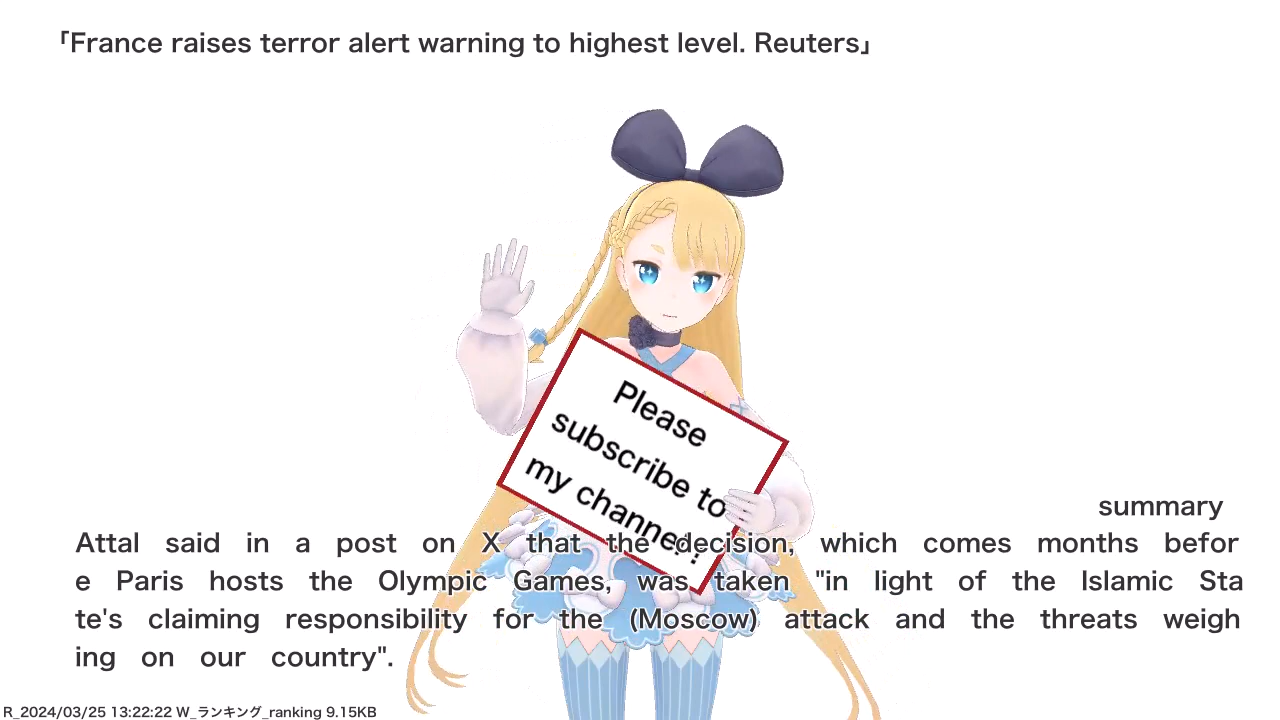 「France raises terror alert warning to highest level. Reuters」
Please
subscribe to
my channel!
summary
Attal said in a post on X that the decision, which comes months befor
e Paris hosts the Olympic Games, was taken "in light of the Islamic Sta
te's claiming responsibility for the (Moscow) attack and the threats weigh
ing on our country".
R_2024/03/25 13:22:22 W_ランキング_ranking 9.15KB